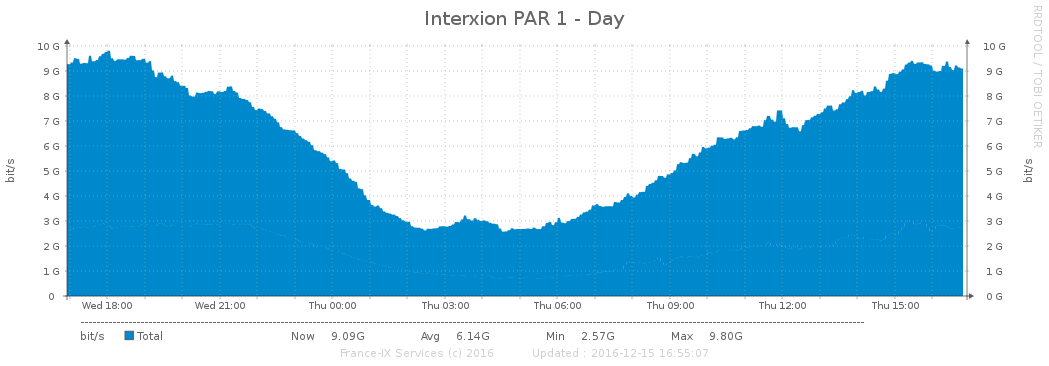 Interxion PAR 1 - Day
RRDTOOL / TOBI OETIKER
bit/s
10 G 10 G
9 G 9 G
8 G 8 G
7 G 7 G
6 G 6 G
5 G 5 G
4 G 4 G
3 G 3 G
2 G 2 G
1 G 1 G
0 0 G
bit/s
Wed 18:00 Wed 21:00 Thu 00:00 Thu 03:00 Thu 06:00 Thu 09:00 Thu 12:00 Thu 15:00
bit/s Total Now 9.09G Avg 6.14G Min 2.57G Max 9.80G
France-IX Services (c) 2016 Updated : 2016-12-15 16:55:07